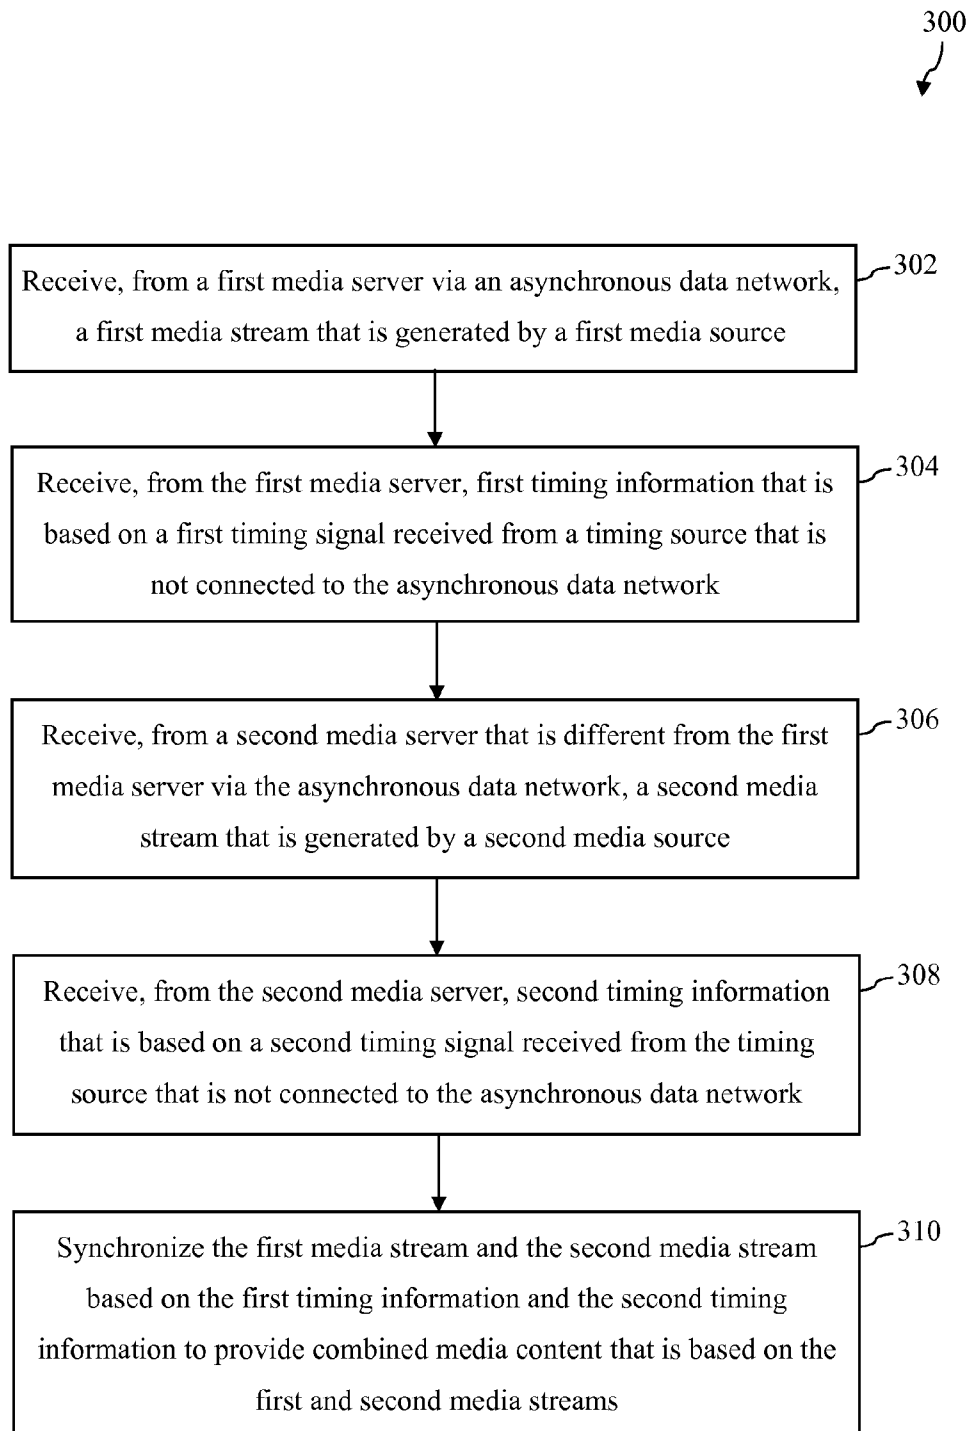 300
302
Receive, from a first media server via an asynchronous data network,
a first media stream that is generated by a first media source
304
Receive, from the first media server, first timing information that is
based on a first timing signal received from a timing source that is
not connected to the asynchronous data network
306
Receive, from a second media server that is different from the first
media server via the asynchronous data network, a second media
stream that is generated by a second media source
308
Receive, from the second media server, second timing information
that is based on a second timing signal received from the timing
source that is not connected to the asynchronous data network
310
Synchronize the first media stream and the second media stream
based on the first timing information and the second timing
information to provide combined media content that is based on the
first and second media streams